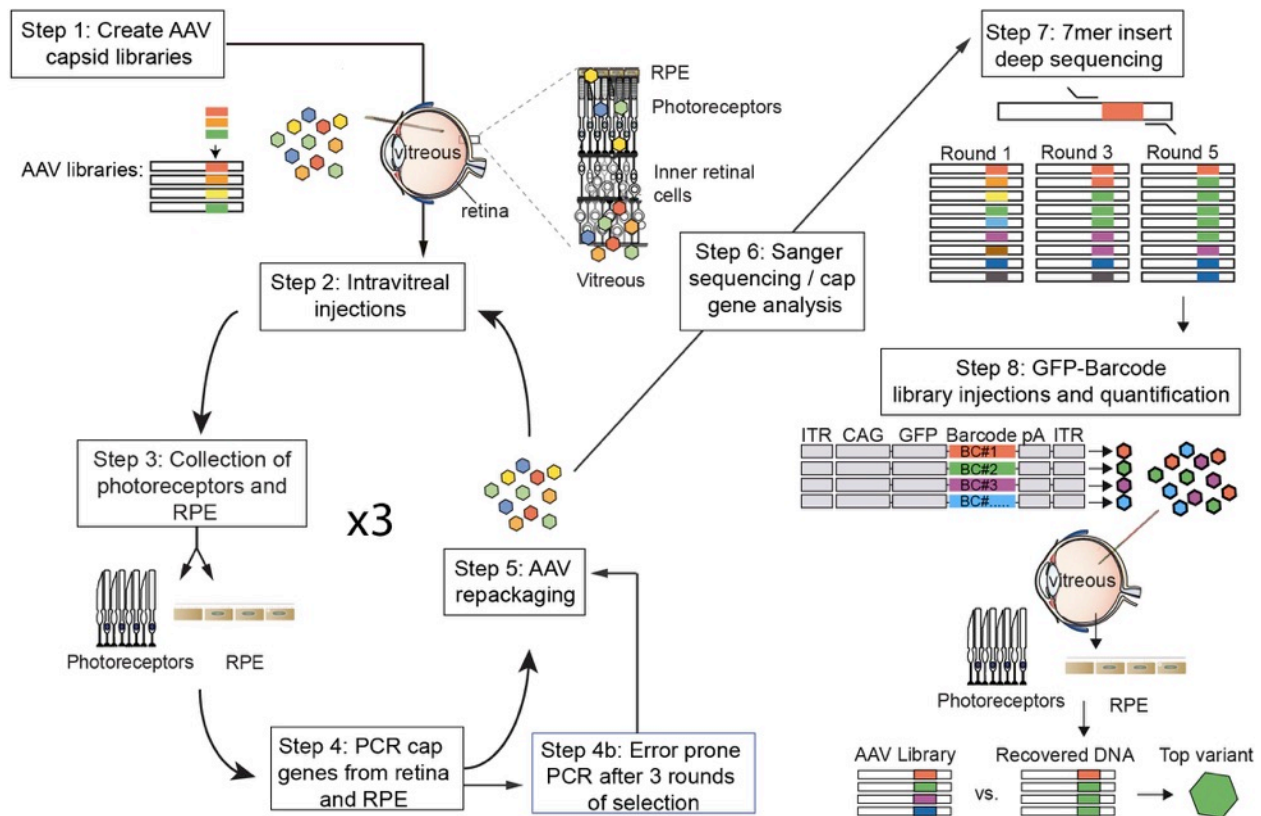 Step 1: Create AAV
capsid libraries
AAV libraries:
vitreous
retina
RPE
Photoreceptors
Inner retinal
cells
Vitreous
Step 2: Intravitreal
injections
Step 3: Collection of
photoreceptors and
RPE
x3
Photoreceptors
RPE
Step 4: PCR cap
genes from retina
and RPE
Step 4b: Error prone
PCR after 3 rounds
of selection
Step 5: AAV
repackaging
Step 6: Sanger
sequencing / cap
gene analysis
Step 7: 7mer insert
deep sequencing
Round 1
Round 3
Round 5
Step 8: GFP-Barcode
library injections and quantification
ITR CAG GFP Barcode pA ITR
BC#1
BC#2
BC#3
BC#.....
vitreous
Photoreceptors
RPE
AAV Library
vs.
Recovered DNA
Top variant